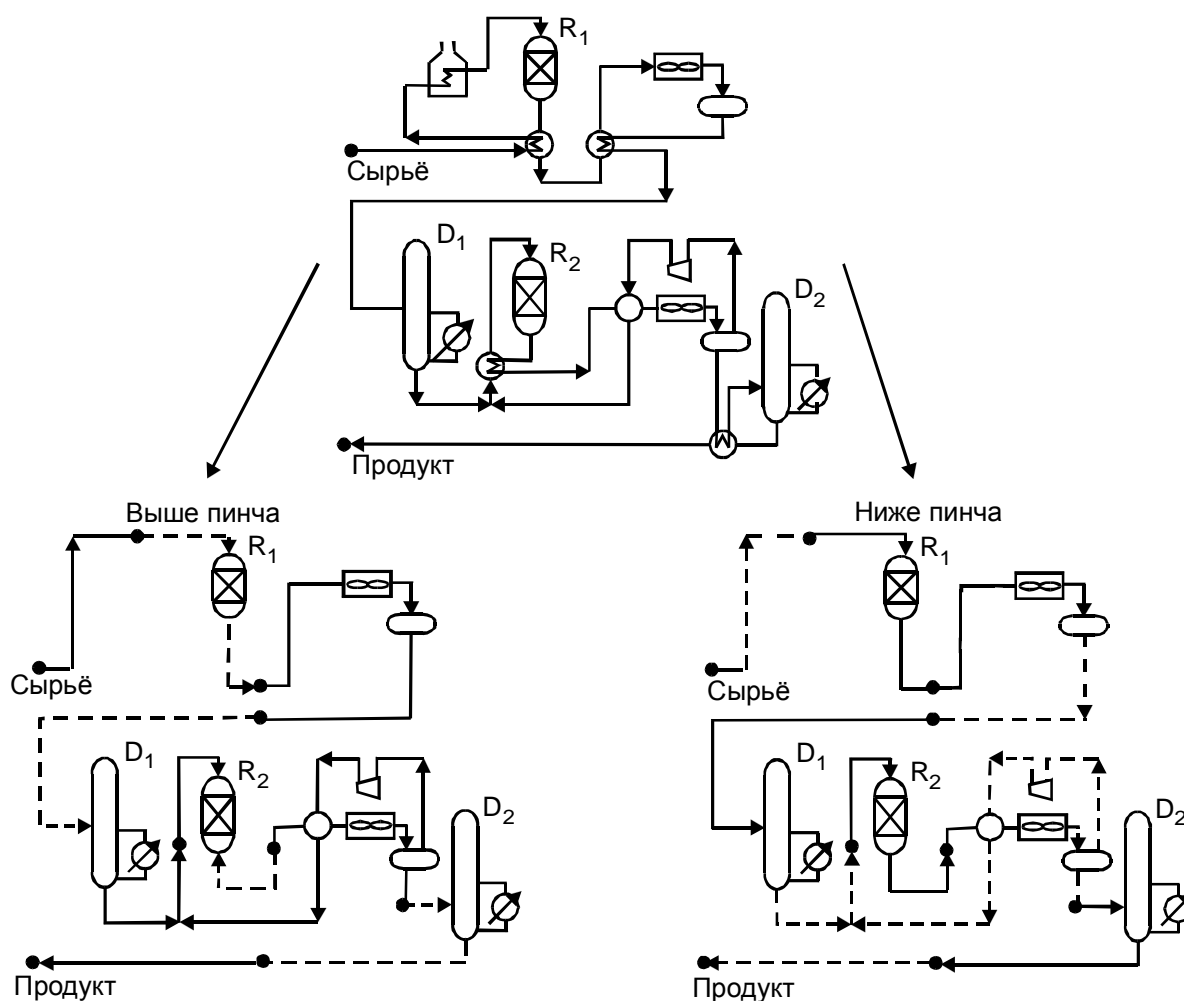 R1
Сырьё
D1
R2
D2
Продукт
Выше пинча
R1
Сырьё
D1
R2
D2
Продукт
Ниже пинча
R1
Сырьё
D1
R2
D2
Продукт